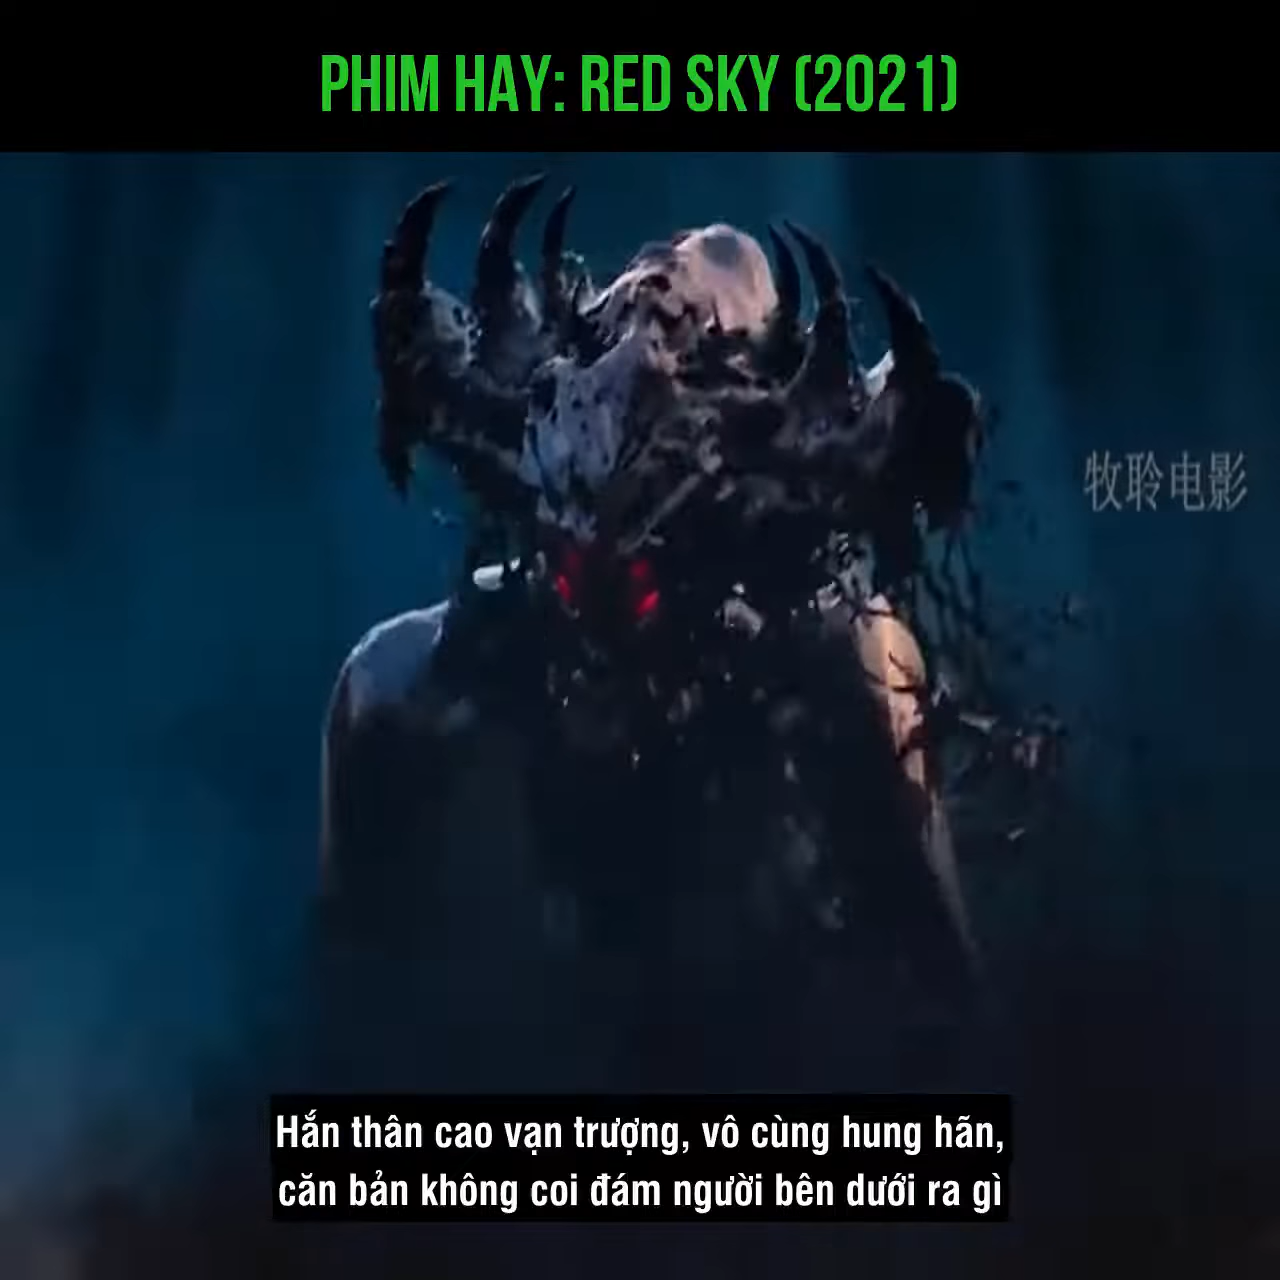 PHIM HAY: RED SKY (2021)
牧聆电影
Hắn thân cao vạn trượng, vô cùng hung hãn,
căn bản không coi đám người bên dưới ra gì